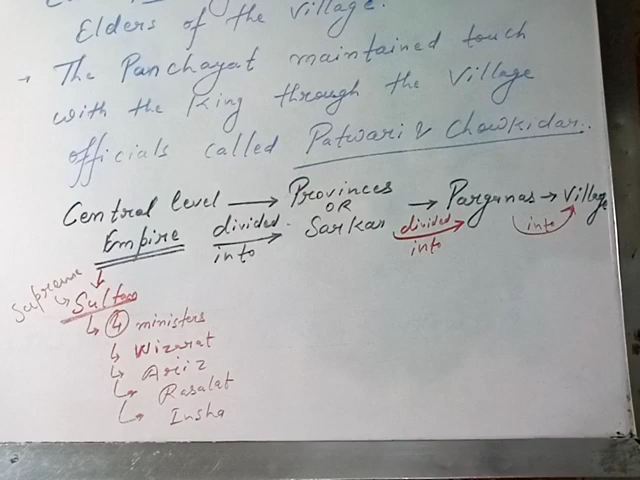 Elders of the Village.
→ The Panchayat maintained touch
with the King through the Village
officials called Patwari & Chowkidar..
Central level → Provinces OR → Parganas → Village
Empire divided into → Sarkar divided into → into
Supreme
↳ Sultan
↳ 4 ministers
↳ Wizarat
↳ Ariz
↳ Rasalat
↳ Insha